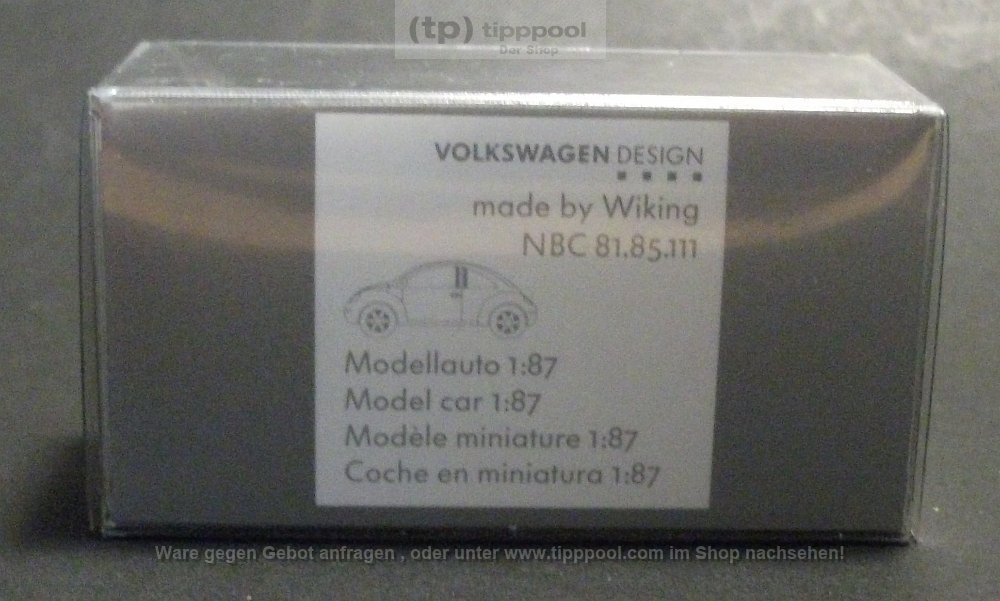 (tp) tipppool
Der Shop
VOLKSWAGEN DESIGN
made by Wiking
NBC 81.85.111
Modellauto 1:87
Model car 1:87
Modèle miniature 1:87
Coche en miniatura 1:87
Ware gegen Gebot anfragen , oder unter www.tipppool.com im Shop nachsehen!